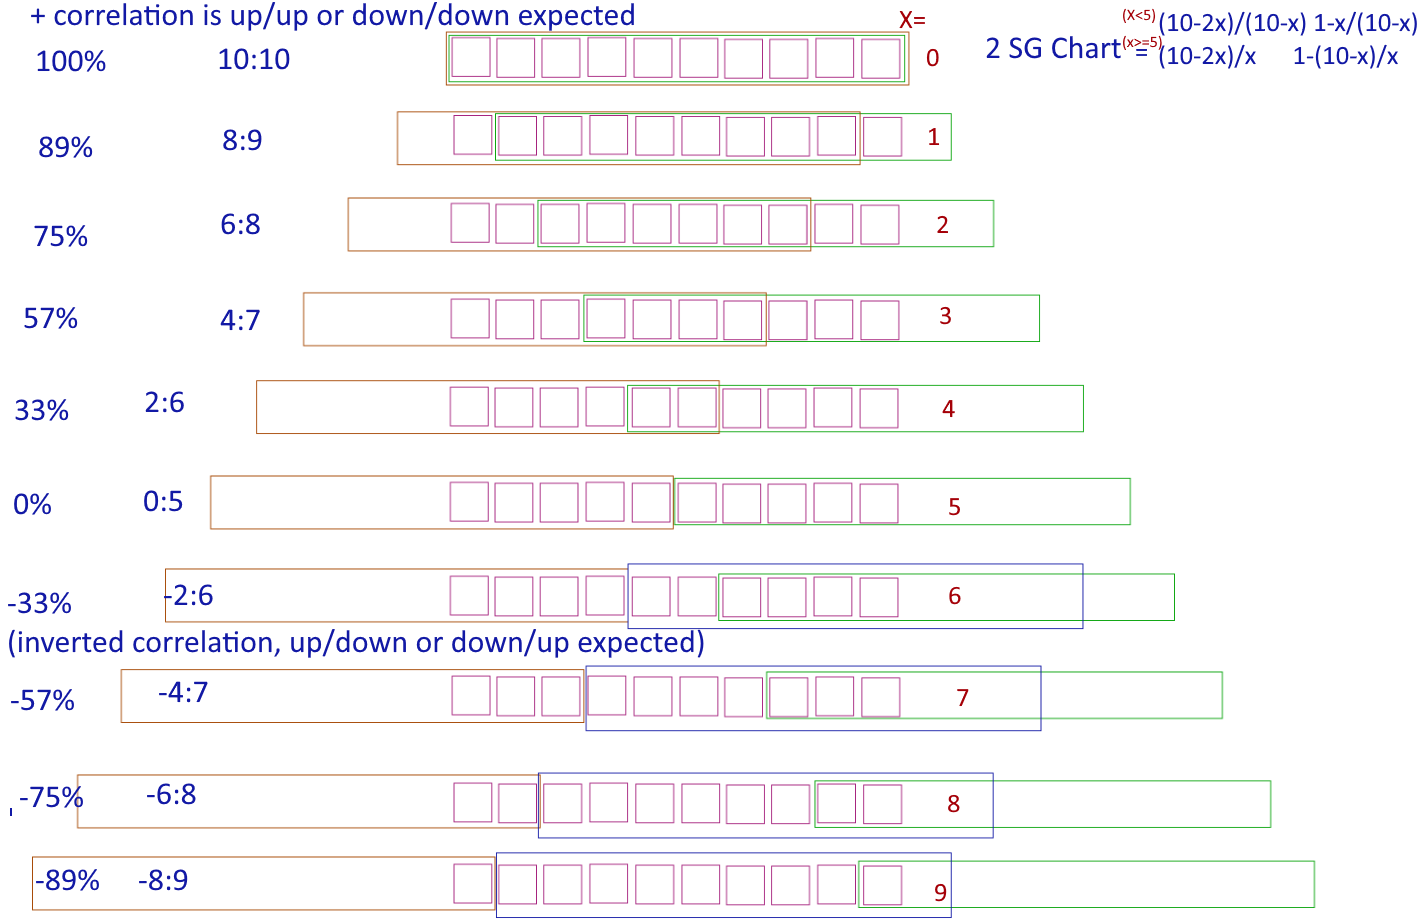 + correlation is up/up or down/down expected
X=
(X<5) (10-2x)/(10-x) 1-x/(10-x)
2 SG Chart (x>=5) = (10-2x)/x 1-(10-x)/x
100% 10:10 0
89% 8:9 1
75% 6:8 2
57% 4:7 3
33% 2:6 4
0% 0:5 5
-33% -2:6 6
(inverted correlation, up/down or down/up expected)
-57% -4:7 7
-75% -6:8 8
-89% -8:9 9